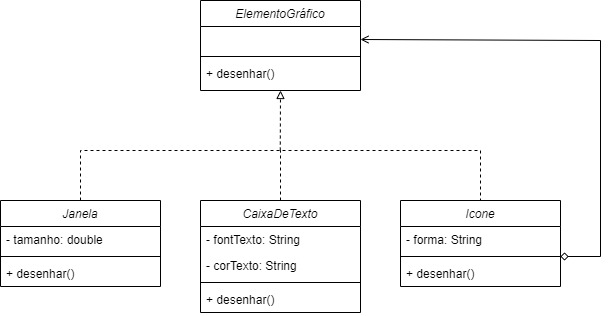 ElementoGráfico
+ desenhar()
Janela
- tamanho: double
+ desenhar()
CaixaDeTexto
- fontTexto: String
- corTexto: String
+ desenhar()
Icone
- forma: String
+ desenhar()